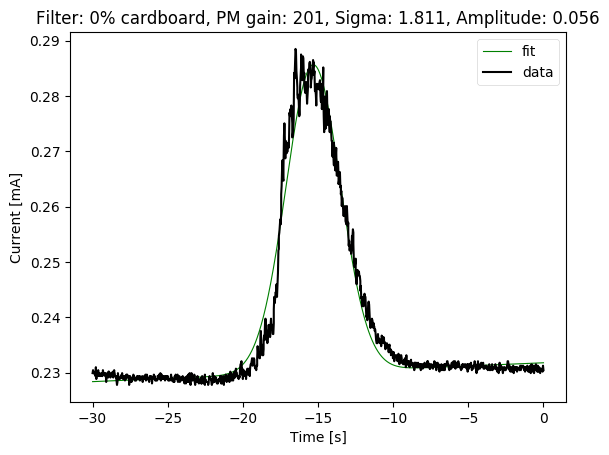 Filter: 0% cardboard, PM gain: 201, Sigma: 1.811, Amplitude: 0.056
fit
data
0.29
0.28
0.27
0.26
0.25
0.24
0.23
Current [mA]
−30 −25 −20 −15 −10 −5 0
Time [s]